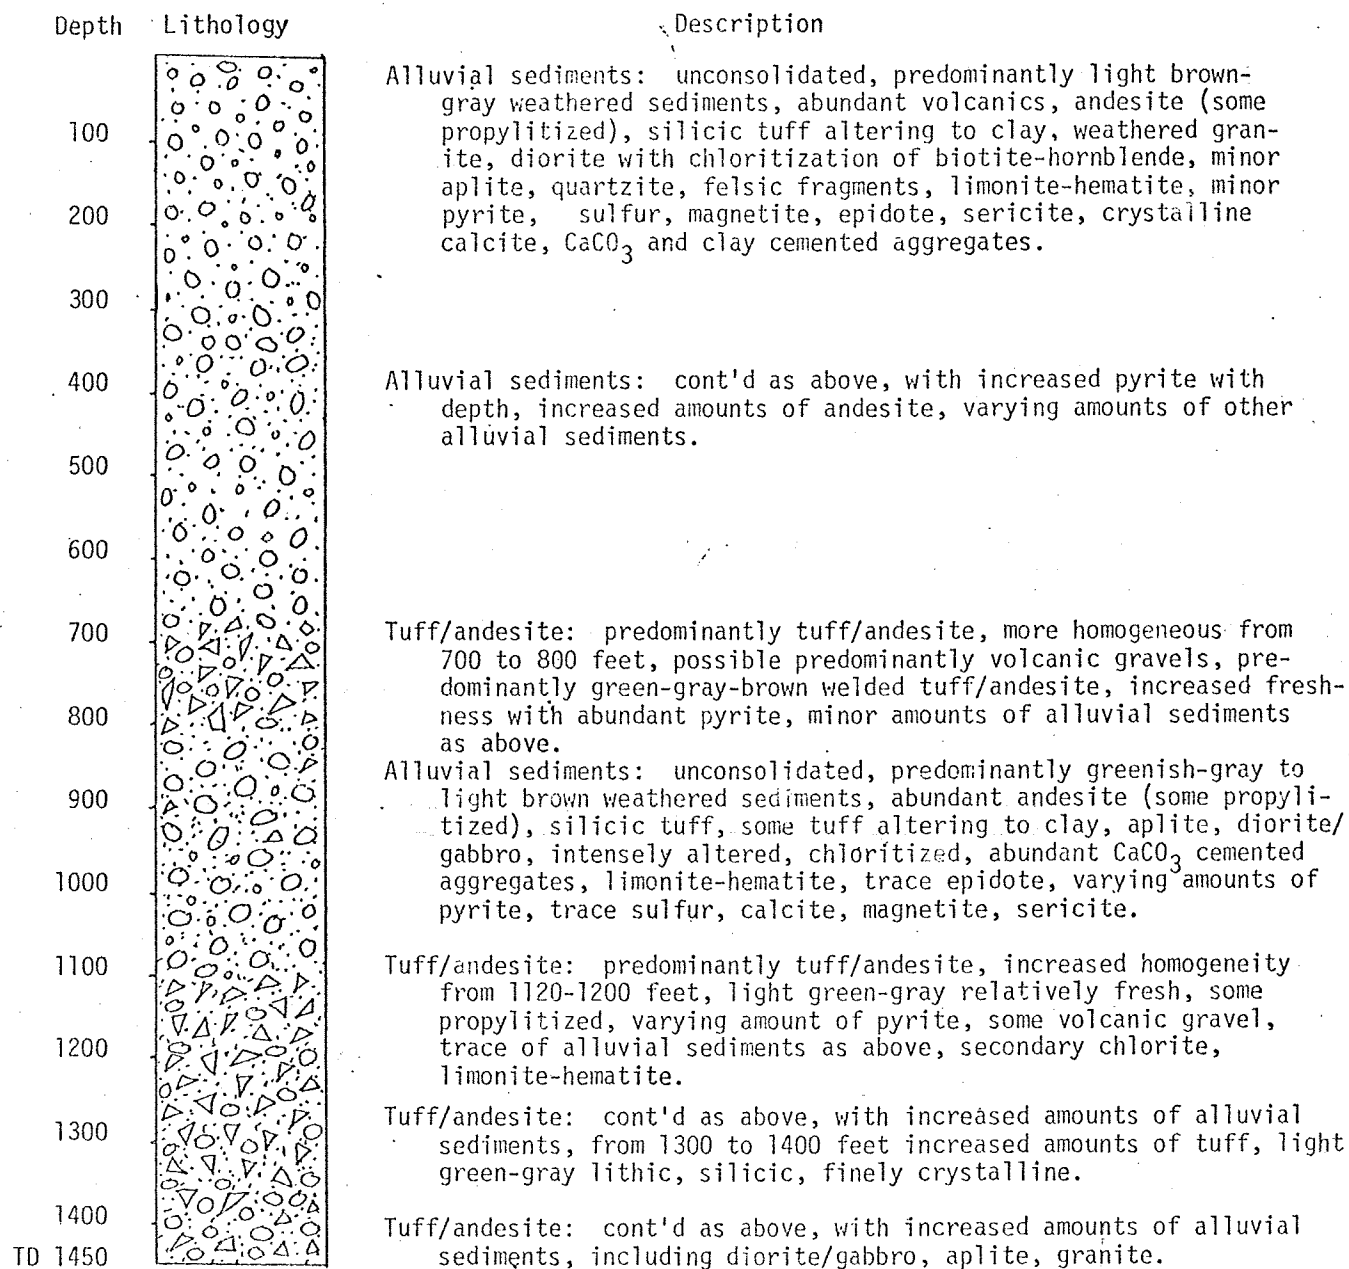 Depth Lithology Description
Alluvial sediments: unconsolidated, predominantly light brown-
gray weathered sediments, abundant volcanics, andesite (some
100 propylitized), silicic tuff altering to clay, weathered gran-
ite, diorite with chloritization of biotite-hornblende, minor
aplite, quartzite, felsic fragments, limonite-hematite, minor
200 pyrite, sulfur, magnetite, epidote, sericite, crystalline
calcite, CaCO3 and clay cemented aggregates.
300
400 Alluvial sediments: cont'd as above, with increased pyrite with
depth, increased amounts of andesite, varying amounts of other
alluvial sediments.
500
600
700 Tuff/andesite: predominantly tuff/andesite, more homogeneous from
700 to 800 feet, possible predominantly volcanic gravels, pre-
dominantly green-gray-brown welded tuff/andesite, increased fresh-
800 ness with abundant pyrite, minor amounts of alluvial sediments
as above.
Alluvial sediments: unconsolidated, predominantly greenish-gray to
900 light brown weathered sediments, abundant andesite (some propyli-
tized), silicic tuff, some tuff altering to clay, aplite, diorite/
gabbro, intensely altered, chloritized, abundant CaCO3 cemented
1000 aggregates, limonite-hematite, trace epidote, varying amounts of
pyrite, trace sulfur, calcite, magnetite, sericite.
1100 Tuff/andesite: predominantly tuff/andesite, increased homogeneity
from 1120-1200 feet, light green-gray relatively fresh, some
propylitized, varying amount of pyrite, some volcanic gravel,
1200 trace of alluvial sediments as above, secondary chlorite,
limonite-hematite.
Tuff/andesite: cont'd as above, with increased amounts of alluvial
1300 sediments, from 1300 to 1400 feet increased amounts of tuff, light
green-gray lithic, silicic, finely crystalline.
1400 Tuff/andesite: cont'd as above, with increased amounts of alluvial
TD 1450 sediments, including diorite/gabbro, aplite, granite.